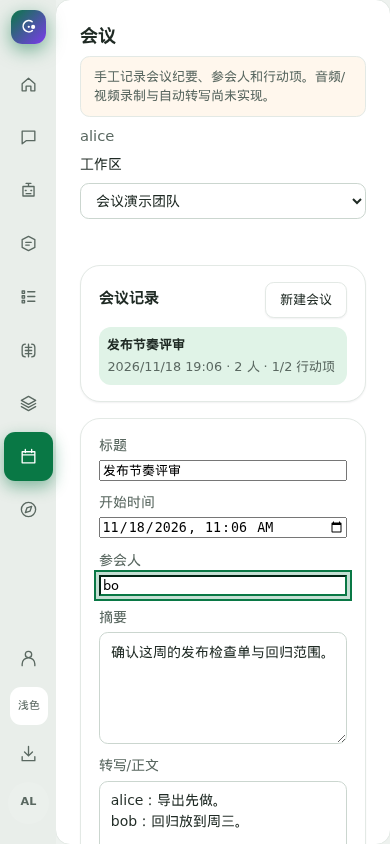 会议
手工记录会议纪要、参会人和行动项。音频/
视频录制与自动转写尚未实现。
alice
工作区
会议演示团队
会议记录
新建会议
发布节奏评审
2026/11/18 19:06 · 2 人 · 1/2 行动项
标题
发布节奏评审
开始时间
11/18/2026, 11:06 AM
参会人
bo
摘要
确认这周的发布检查单与回归范围。
转写/正文
alice：导出先做。
bob：回归放到周三。
浅色
AL